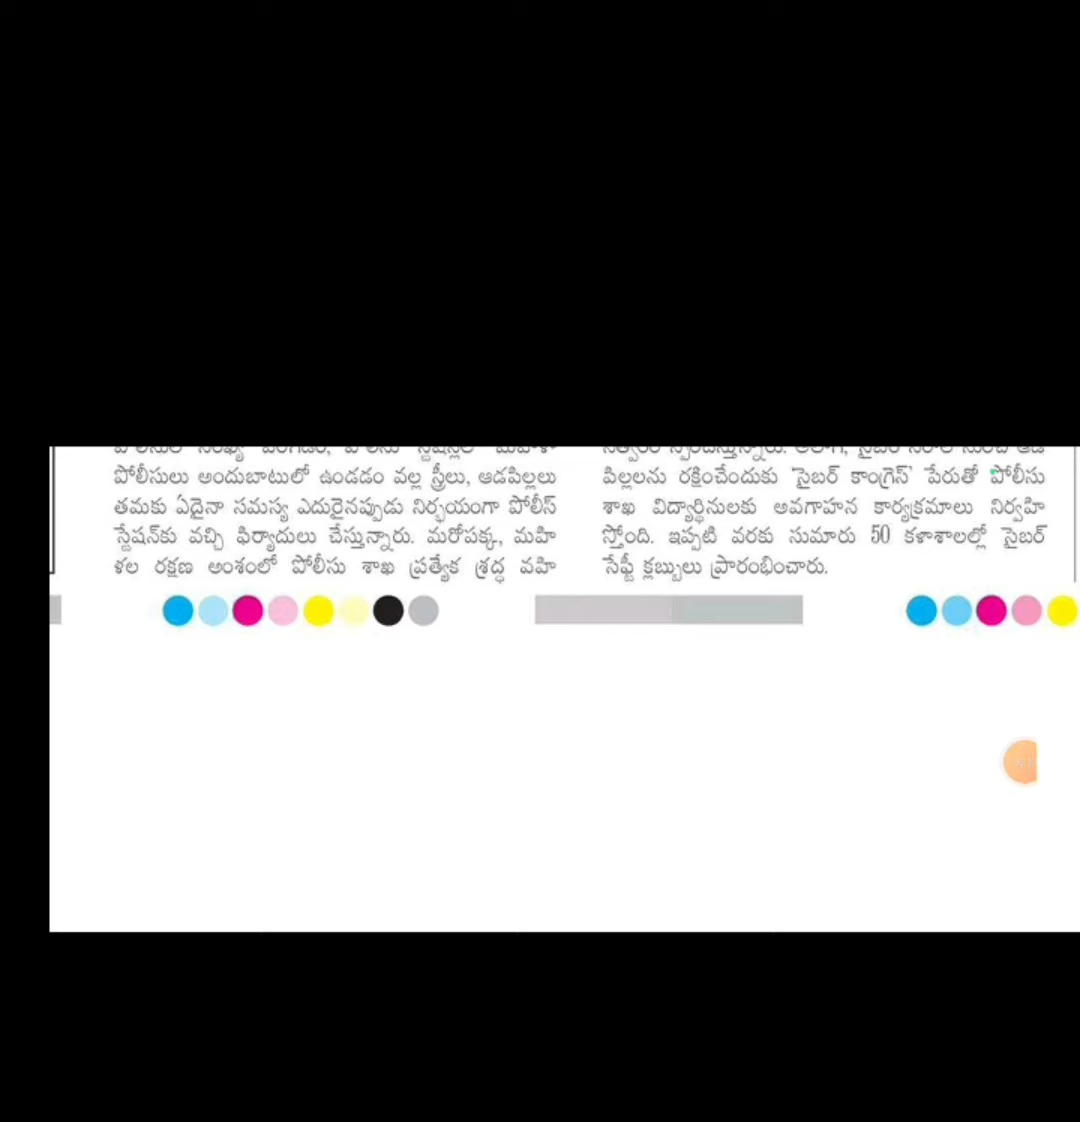 పోలీసులు అందుబాటులో ఉండడం వల్ల స్త్రీలు, ఆడపిల్లలు
తమకు ఏదైనా సమస్య ఎదురైనప్పుడు నిర్భయంగా పోలీస్
స్టేషన్‌కు వచ్చి ఫిర్యాదులు చేస్తున్నారు. మరోపక్క, మహి
ళల రక్షణ అంశంలో పోలీసు శాఖ ప్రత్యేక శ్రద్ధ వహి
పిల్లలను రక్షించేందుకు 'సైబర్ కాంగ్రెస్' పేరుతో పోలీసు
శాఖ విద్యార్థినులకు అవగాహన కార్యక్రమాలు నిర్వహి
స్తోంది. ఇప్పటి వరకు సుమారు 50 కళాశాలల్లో సైబర్
సేఫ్టీ క్లబ్బులు ప్రారంభించారు.